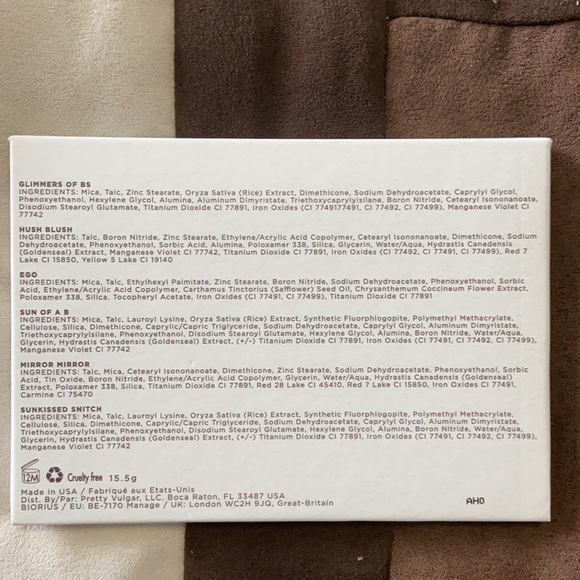 GLIMMERS OF BS
INGREDIENTS: Mica, Talc, Zinc Stearate, Oryza Sativa (Rice) Extract, Dimethicone, Sodium Dehydroacetate, Caprylyl Glycol,
Phenoxyethanol, Hexylene Glycol, Alumina, Aluminum Dimyristate, Triethoxycaprylylsilane, Boron Nitride, Cetearyl Isononanoate,
Disodium Stearoyl Glutamate, Titanium Dioxide CI 77891, Iron Oxides (CI 77491,77491, CI 77492, CI 77499), Manganese Violet CI
77742
HUSH BLUSH
INGREDIENTS: Talc, Boron Nitride, Zinc Stearate, Ethylene/Acrylic Acid Copolymer, Cetearyl Isononanoate, Dimethicone, Sodium
Dehydroacetate, Phenoxyethanol, Sorbic Acid, Alumina, Poloxamer 338, Silica, Glycerin, Water/Aqua, Hydrastis Canadensis
(Goldenseal) Extract, Manganese Violet CI 77742, Titanium Dioxide CI 77891, Iron Oxides (CI 77492, CI 77491, CI 77499), Red 7
Lake CI 15850, Yellow 5 Lake CI 19140
EGO
INGREDIENTS: Mica, Talc, Ethylhexyl Palmitate, Zinc Stearate, Boron Nitride, Sodium Dehydroacetate, Phenoxyethanol, Sorbic
Acid, Ethylene/Acrylic Acid Copolymer, Carthamus Tinctorius (Safflower) Seed Oil, Chrysanthemum Coccineum Flower Extract,
Poloxamer 338, Silica, Tocopheryl Acetate, Iron Oxides (CI 77491, CI 77499), Titanium Dioxide CI 77891
SUN OF A B
INGREDIENTS: Mica, Talc, Lauroyl Lysine, Oryza Sativa (Rice) Extract, Synthetic Fluorphlogopite, Polymethyl Methacrylate,
Cellulose, Silica, Dimethicone, Caprylic/Capric Triglyceride, Sodium Dehydroacetate, Caprylyl Glycol, Aluminum Dimyristate,
Triethoxycaprylylsilane, Phenoxyethanol, Disodium Stearoyl Glutamate, Hexylene Glycol, Alumina, Boron Nitride, Water/Aqua,
Glycerin, Hydrastis Canadensis (Goldenseal) Extract, (+/-) Titanium Dioxide CI 77891, Iron Oxides (CI 77491, CI 77492, CI 77499),
Manganese Violet CI 77742
MIRROR MIRROR
INGREDIENTS: Talc, Mica, Cetearyl Isononanoate, Dimethicone, Zinc Stearate, Sodium Dehydroacetate, Phenoxyethanol, Sorbic
Acid, Tin Oxide, Boron Nitride, Ethylene/Acrylic Acid Copolymer, Glycerin, Water/Aqua, Hydrastis Canadensis (Goldenseal)
Extract, Poloxamer 338, Silica, Titanium Dioxide CI 77891, Red 28 Lake CI 45410, Red 7 Lake CI 15850, Iron Oxides CI 77491,
Carmine CI 75470
SUNKISSED SNITCH
INGREDIENTS: Mica, Talc, Lauroyl Lysine, Oryza Sativa (Rice) Extract, Synthetic Fluorphlogopite, Polymethyl Methacrylate,
Cellulose, Silica, Dimethicone, Caprylic/Capric Triglyceride, Sodium Dehydroacetate, Caprylyl Glycol, Aluminum Dimyristate,
Triethoxycaprylylsilane, Phenoxyethanol, Disodium Stearoyl Glutamate, Hexylene Glycol, Alumina, Boron Nitride, Water/Aqua,
Glycerin, Hydrastis Canadensis (Goldenseal) Extract, (+/-) Titanium Dioxide CI 77891, Iron Oxides (CI 77491, CI 77492, CI 77499),
Manganese Violet CI 77742
12M Cruelty free 15.5g
Made in USA / Fabriqué aux Etats-Unis
Dist. By/Par: Pretty Vulgar, LLC. Boca Raton, FL 33487 USA
BIORIUS / EU: BE-7170 Manage / UK: London WC2H 9JQ, Great-Britain
AH0